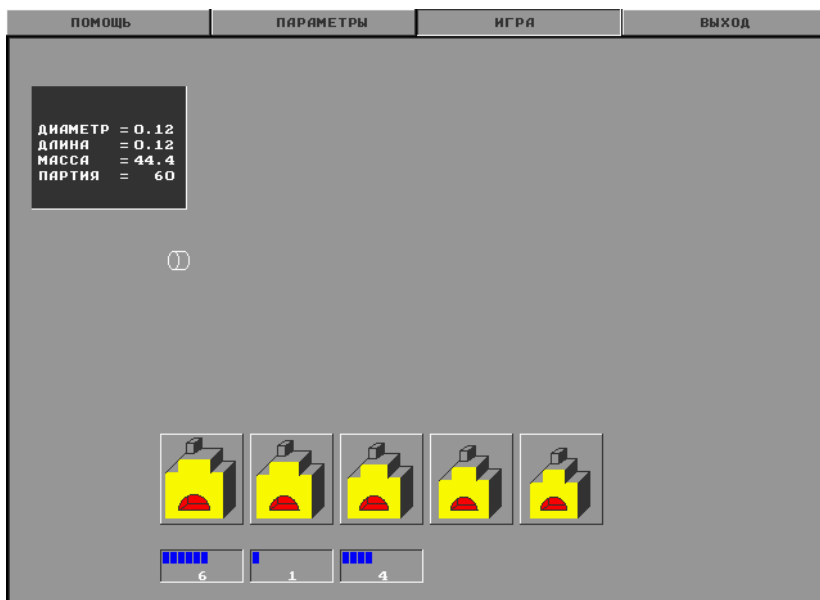 ПОМОЩЬ ПАРАМЕТРЫ ИГРА ВЫХОД
ДИАМЕТР = 0.12
ДЛИНА = 0.12
МАССА = 44.4
ПАРТИЯ = 60
6 1 4